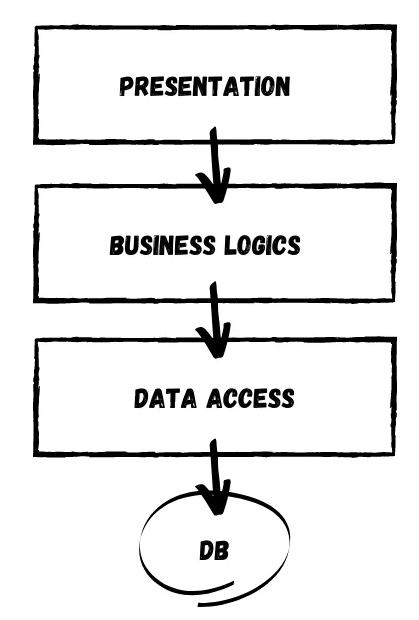 PRESENTATION
BUSINESS LOGICS
DATA ACCESS
DB